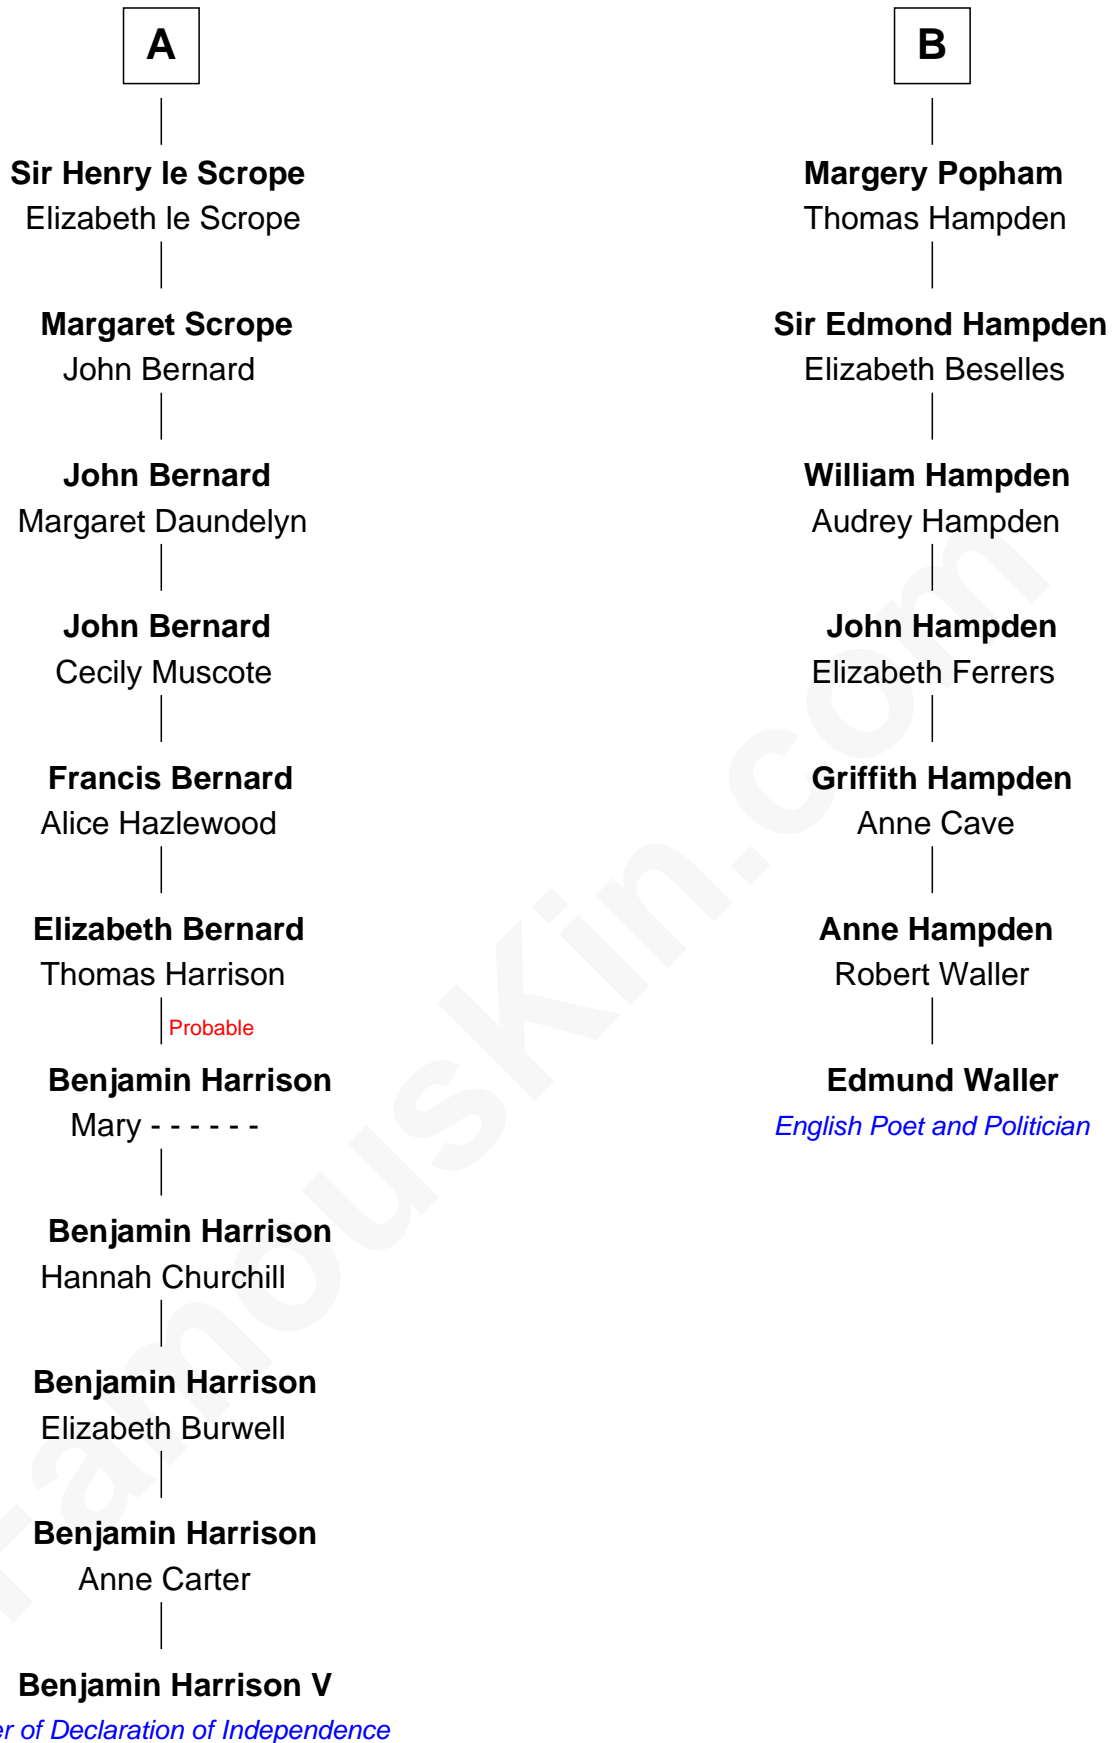 A
Sir Henry le Scrope
Elizabeth le Scrope
Margaret Scrope
John Bernard
John Bernard
Margaret Daundelyn
John Bernard
Cecily Muscote
Francis Bernard
Alice Hazlewood
Elizabeth Bernard
Thomas Harrison
Probable
Benjamin Harrison
Mary - - - - - -
Benjamin Harrison
Hannah Churchill
Benjamin Harrison
Elizabeth Burwell
Benjamin Harrison
Anne Carter
Benjamin Harrison V
er of Declaration of Independence
B
Margery Popham
Thomas Hampden
Sir Edmond Hampden
Elizabeth Beselles
William Hampden
Audrey Hampden
John Hampden
Elizabeth Ferrers
Griffith Hampden
Anne Cave
Anne Hampden
Robert Waller
Edmund Waller
English Poet and Politician
FamousKin.com